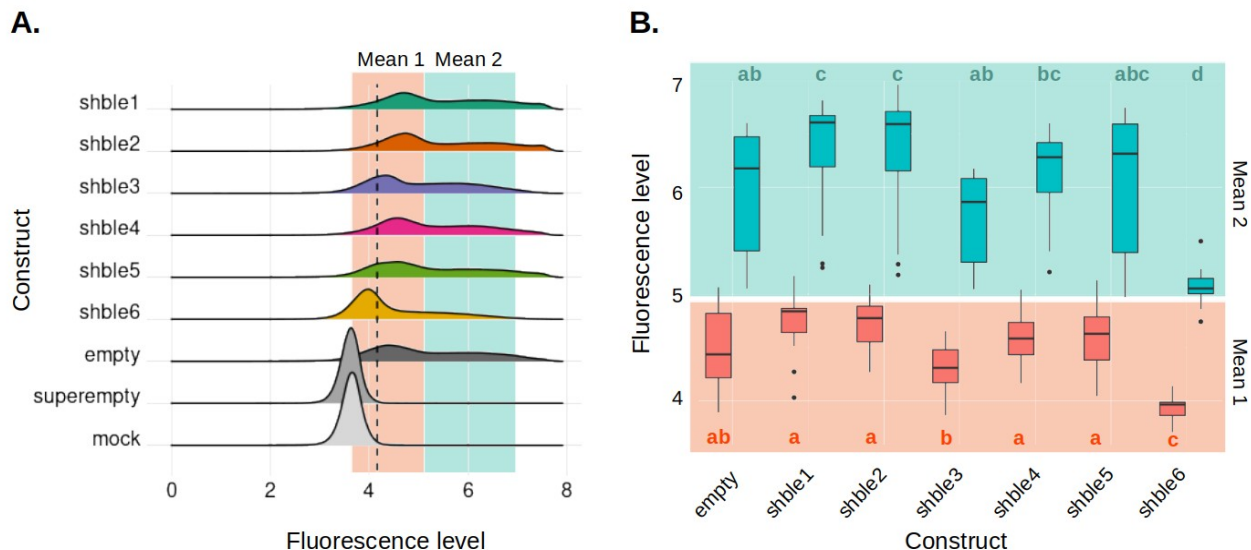 A.
Mean 1 Mean 2
Construct
shble1
shble2
shble3
shble4
shble5
shble6
empty
superempty
mock
0 2 4 6 8
Fluorescence level
B.
ab c c ab bc abc d
7
6
5
4
Fluorescence level
Mean 2
Mean 1
ab a a b a a c
empty shble1 shble2 shble3 shble4 shble5 shble6
Construct